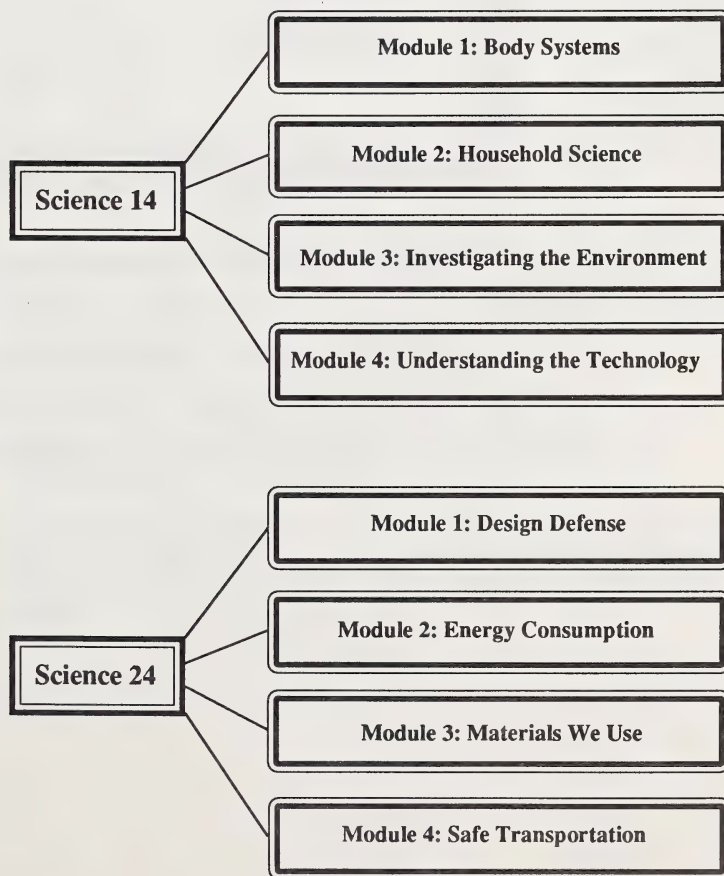 Module 1: Body Systems
Module 2: Household Science
Science 14
Module 3: Investigating the Environment
Module 4: Understanding the Technology
Module 1: Design Defense
Module 2: Energy Consumption
Science 24
Module 3: Materials We Use
Module 4: Safe Transportation